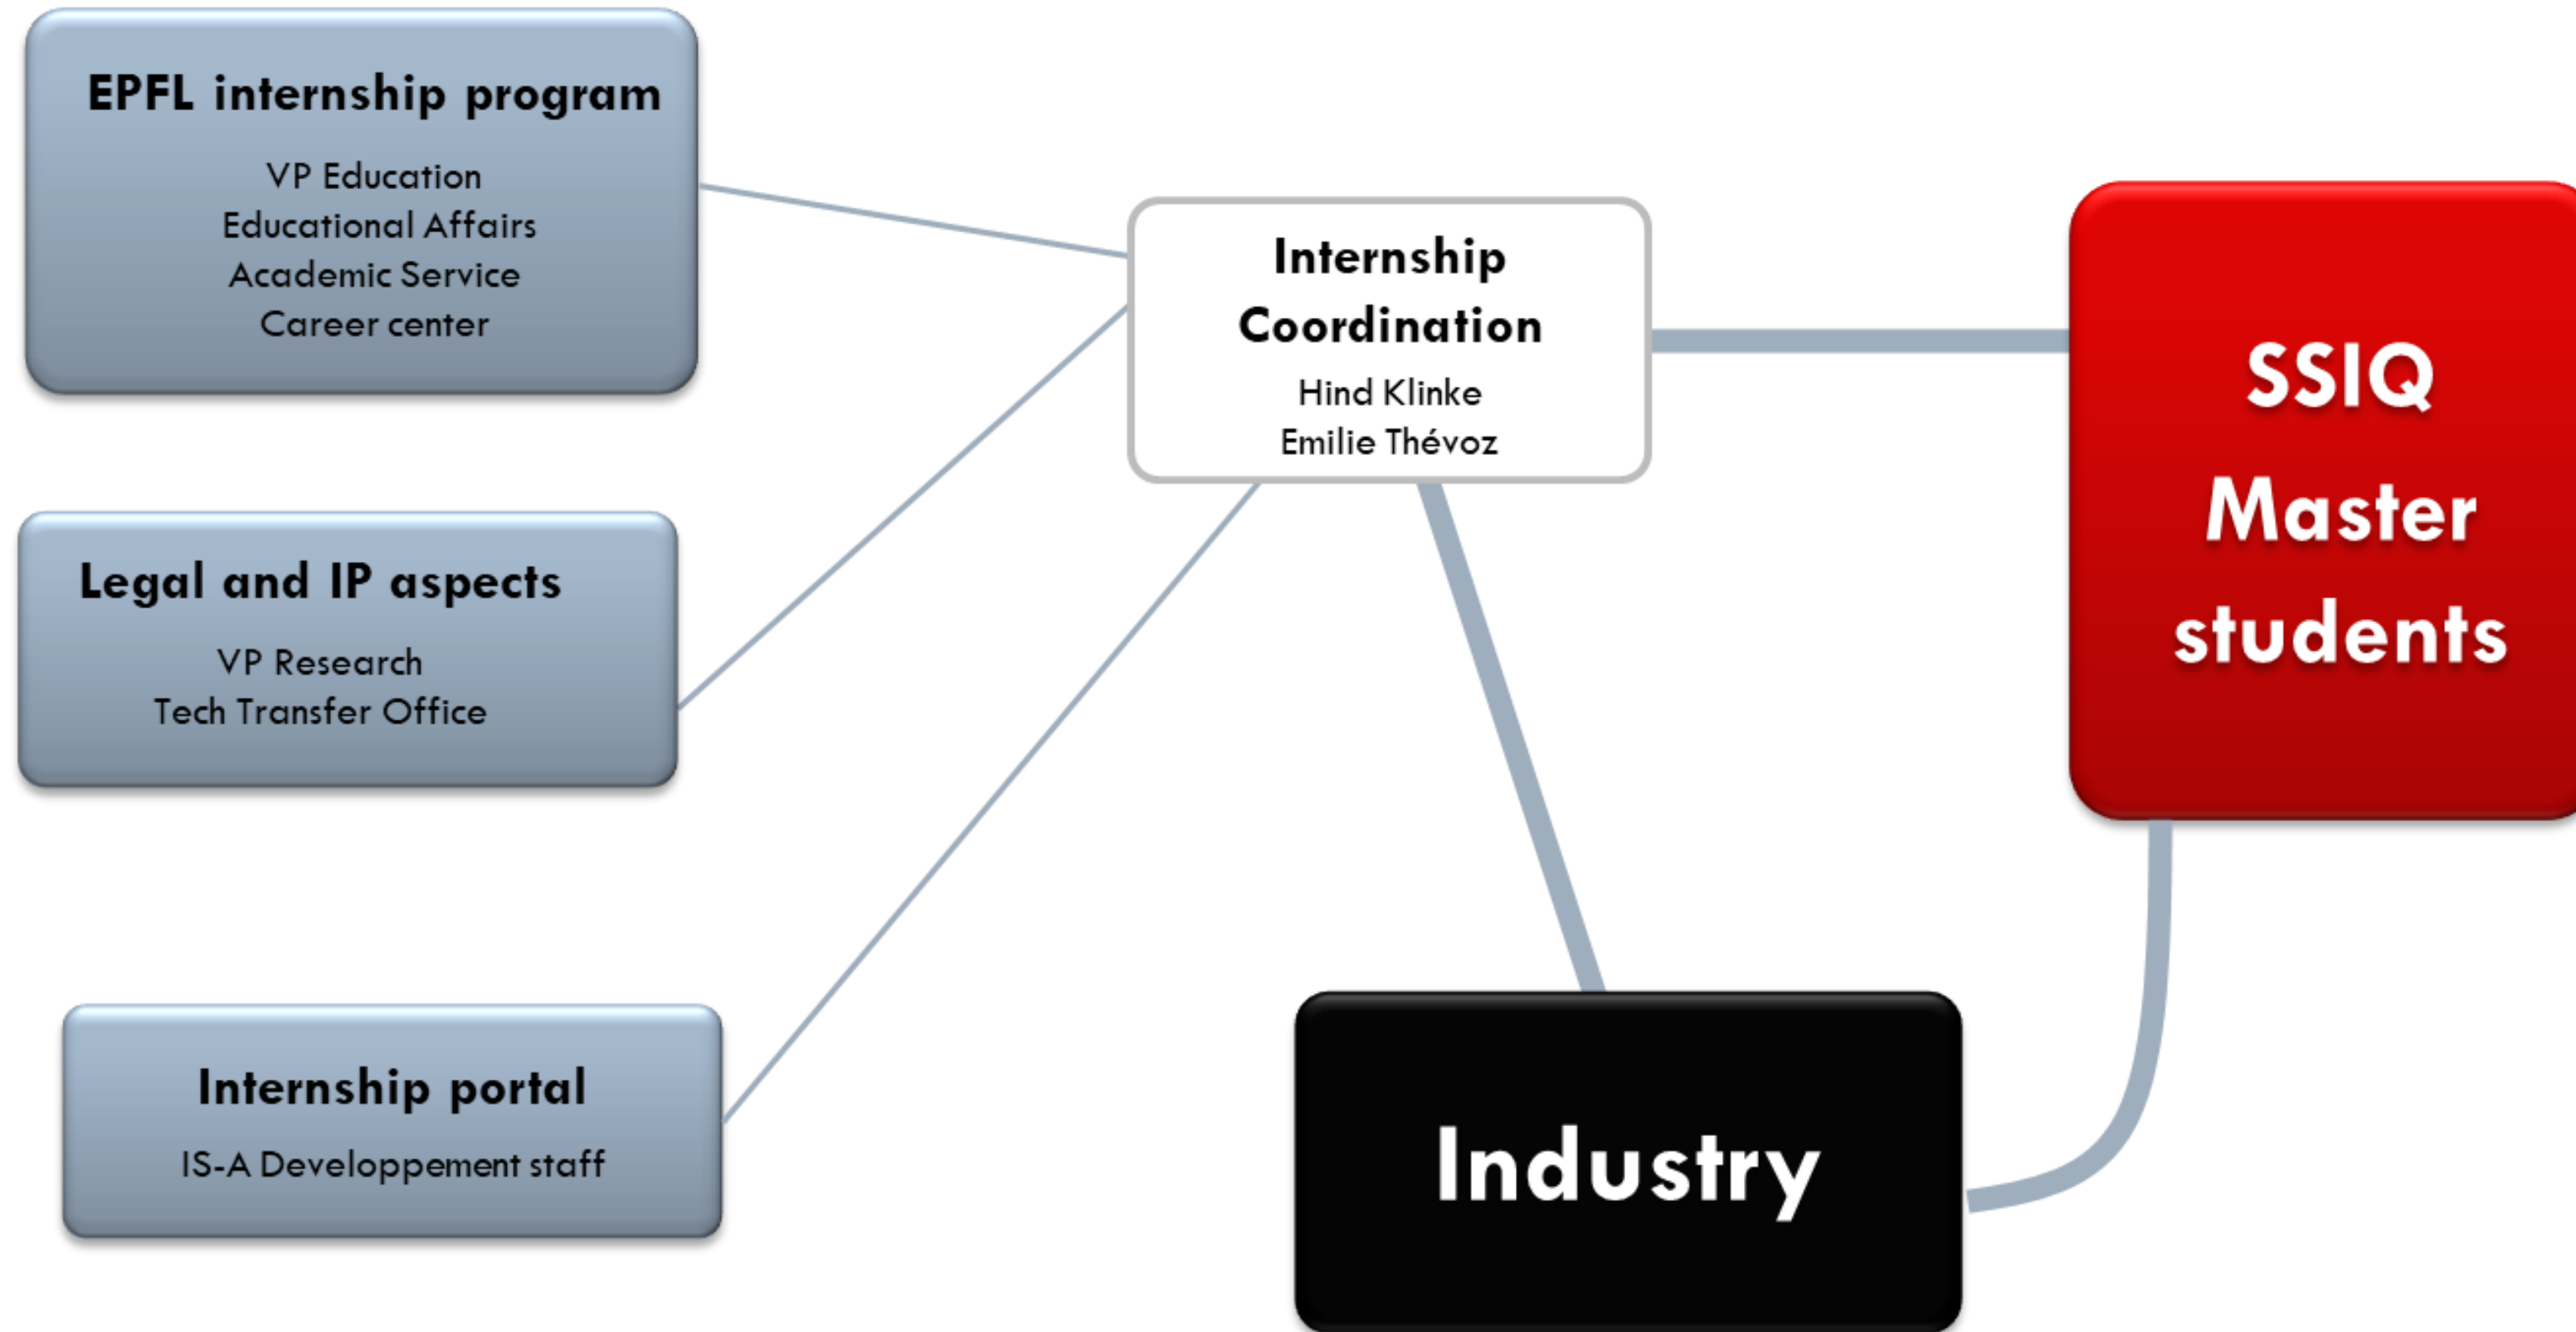 EPFL internship program
VP Education
Educational Affairs
Academic Service
Career center
Legal and IP aspects
VP Research
Tech Transfer Office
Internship portal
IS-A Developpement staff
Internship
Coordination
Hind Klinke
Emilie Thévoz
Industry
SSIQ
Master
students